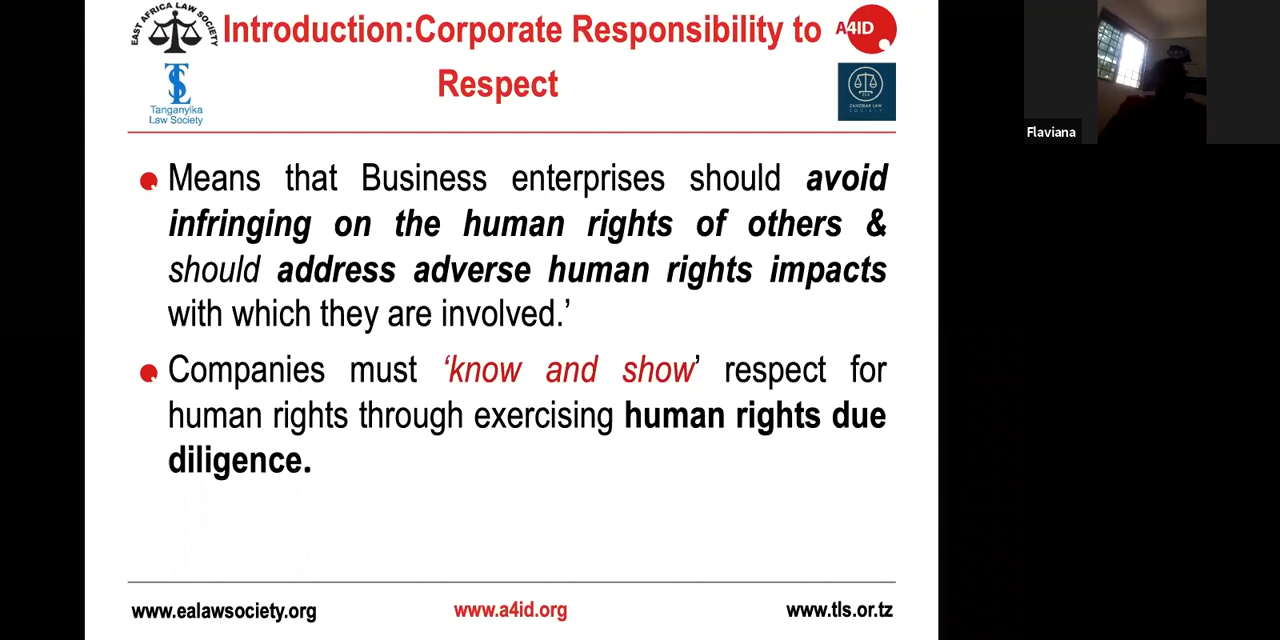 EAST AFRICA LAW SOCIETY
Introduction:Corporate Responsibility to
A4ID
Respect
Tanganyika
Law Society
ZANZIBAR LAW
SOCIETY
Flaviana
Means that Business enterprises should avoid
infringing on the human rights of others &
should address adverse human rights impacts
with which they are involved.’
Companies must ‘know and show’ respect for
human rights through exercising human rights due
diligence.
www.ealawsociety.org
www.a4id.org
www.tls.or.tz